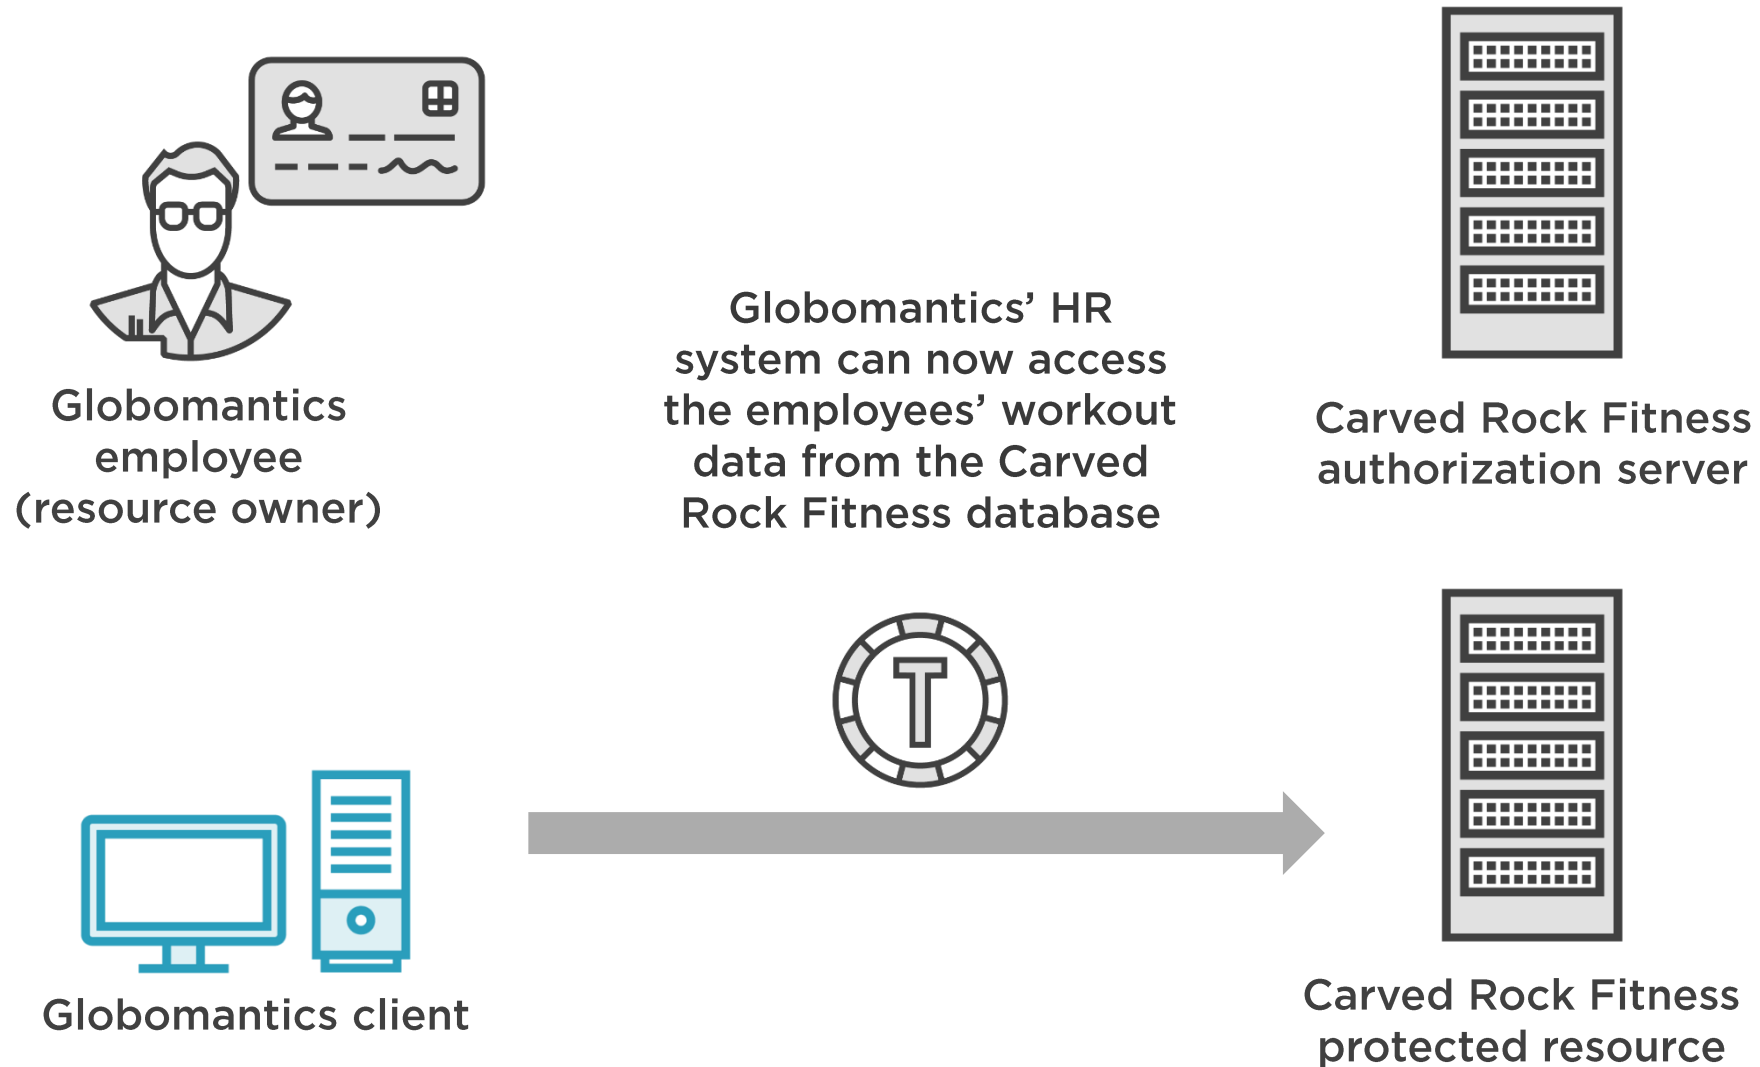 Globomantics
employee
(resource owner)
Globomantics’ HR
system can now access
the employees’ workout
data from the Carved
Rock Fitness database
Carved Rock Fitness
authorization server
T
Globomantics client
Carved Rock Fitness
protected resource